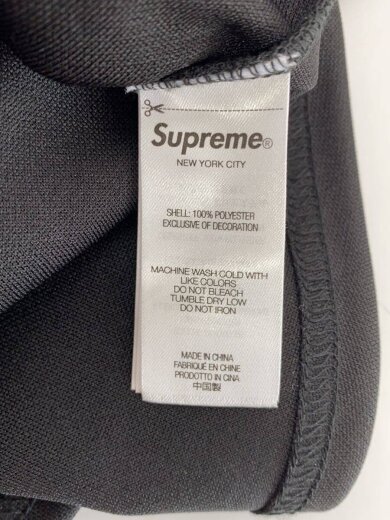 Supreme®
NEW YORK CITY
SHELL: 100% POLYESTER
EXCLUSIVE OF DECORATION
MACHINE WASH COLD WITH
LIKE COLORS
DO NOT BLEACH
TUMBLE DRY LOW
DO NOT IRON
MADE IN CHINA
FABRIQUÉ EN CHINE
PRODOTTO IN CINA
中国製